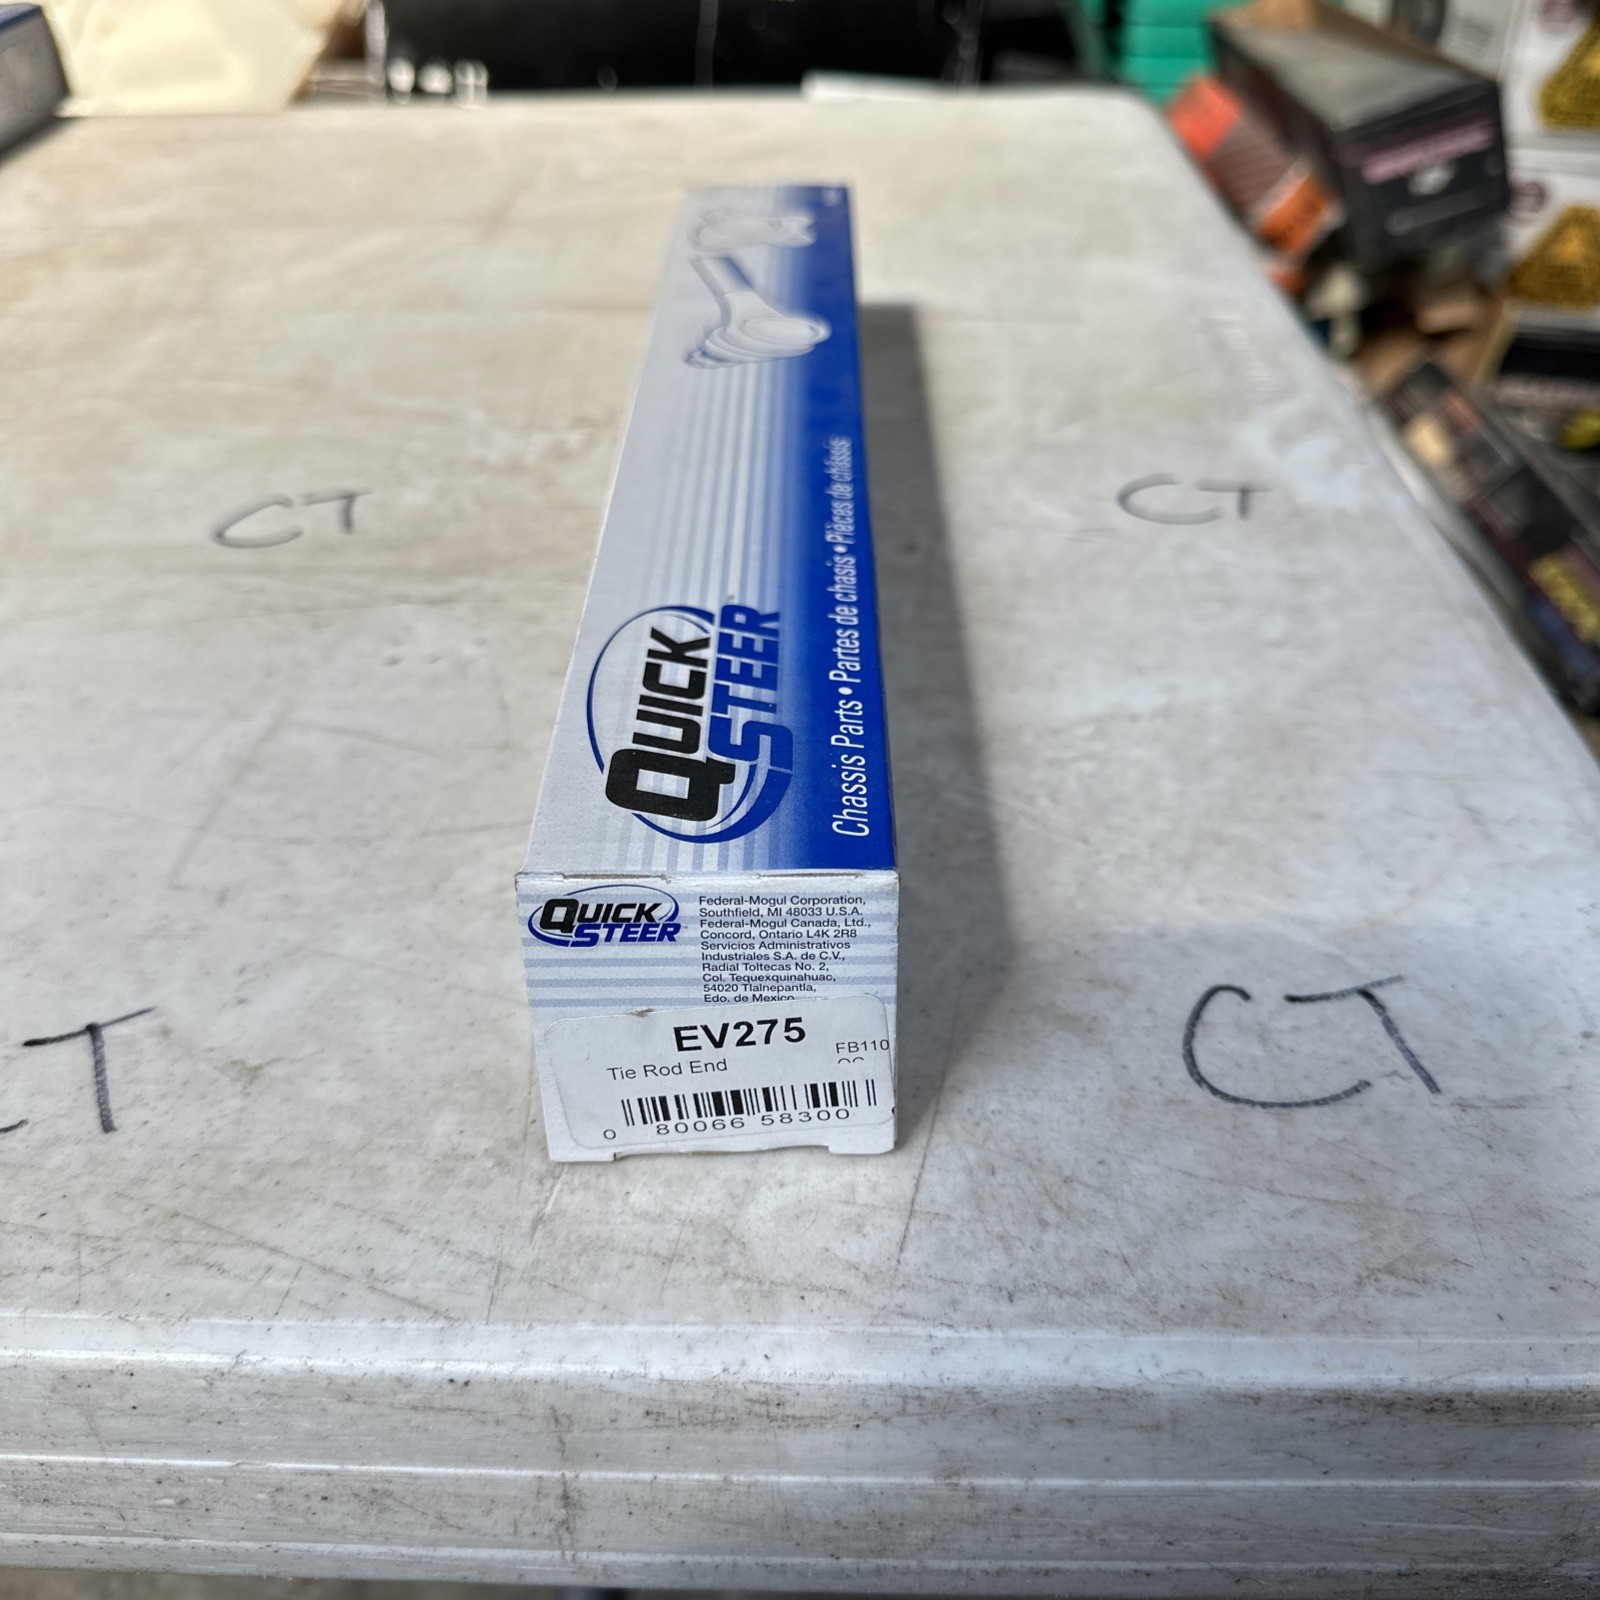 CT
CT
CT
T
QUICK
STEER
Chassis Parts • Partes de chasis • Pièces de châssis
QUICK
STEER
Federal-Mogul Corporation,
Southfield, MI 48033 U.S.A.
Federal-Mogul Canada, Ltd.,
Concord, Ontario L4K 2R8
Servicios Administrativos
Industriales S.A. de C.V.,
Radial Toltecas No. 2,
Col. Tequexquinahuac,
54020 Tlalnepantla,
Edo. de Mexico
EV275
Tie Rod End
FB110
0 80066 58300